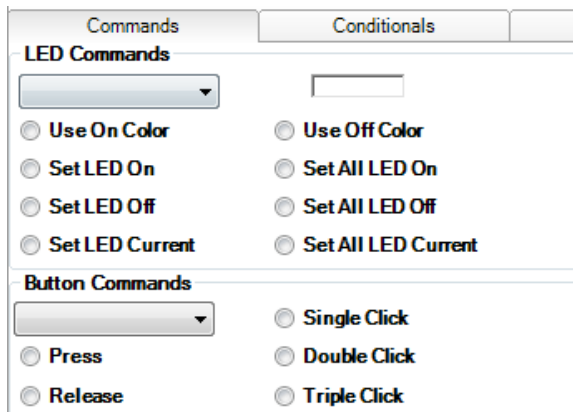 Commands Conditionals
LED Commands
Use On Color Use Off Color
Set LED On Set All LED On
Set LED Off Set All LED Off
Set LED Current Set All LED Current
Button Commands
Single Click
Press Double Click
Release Triple Click